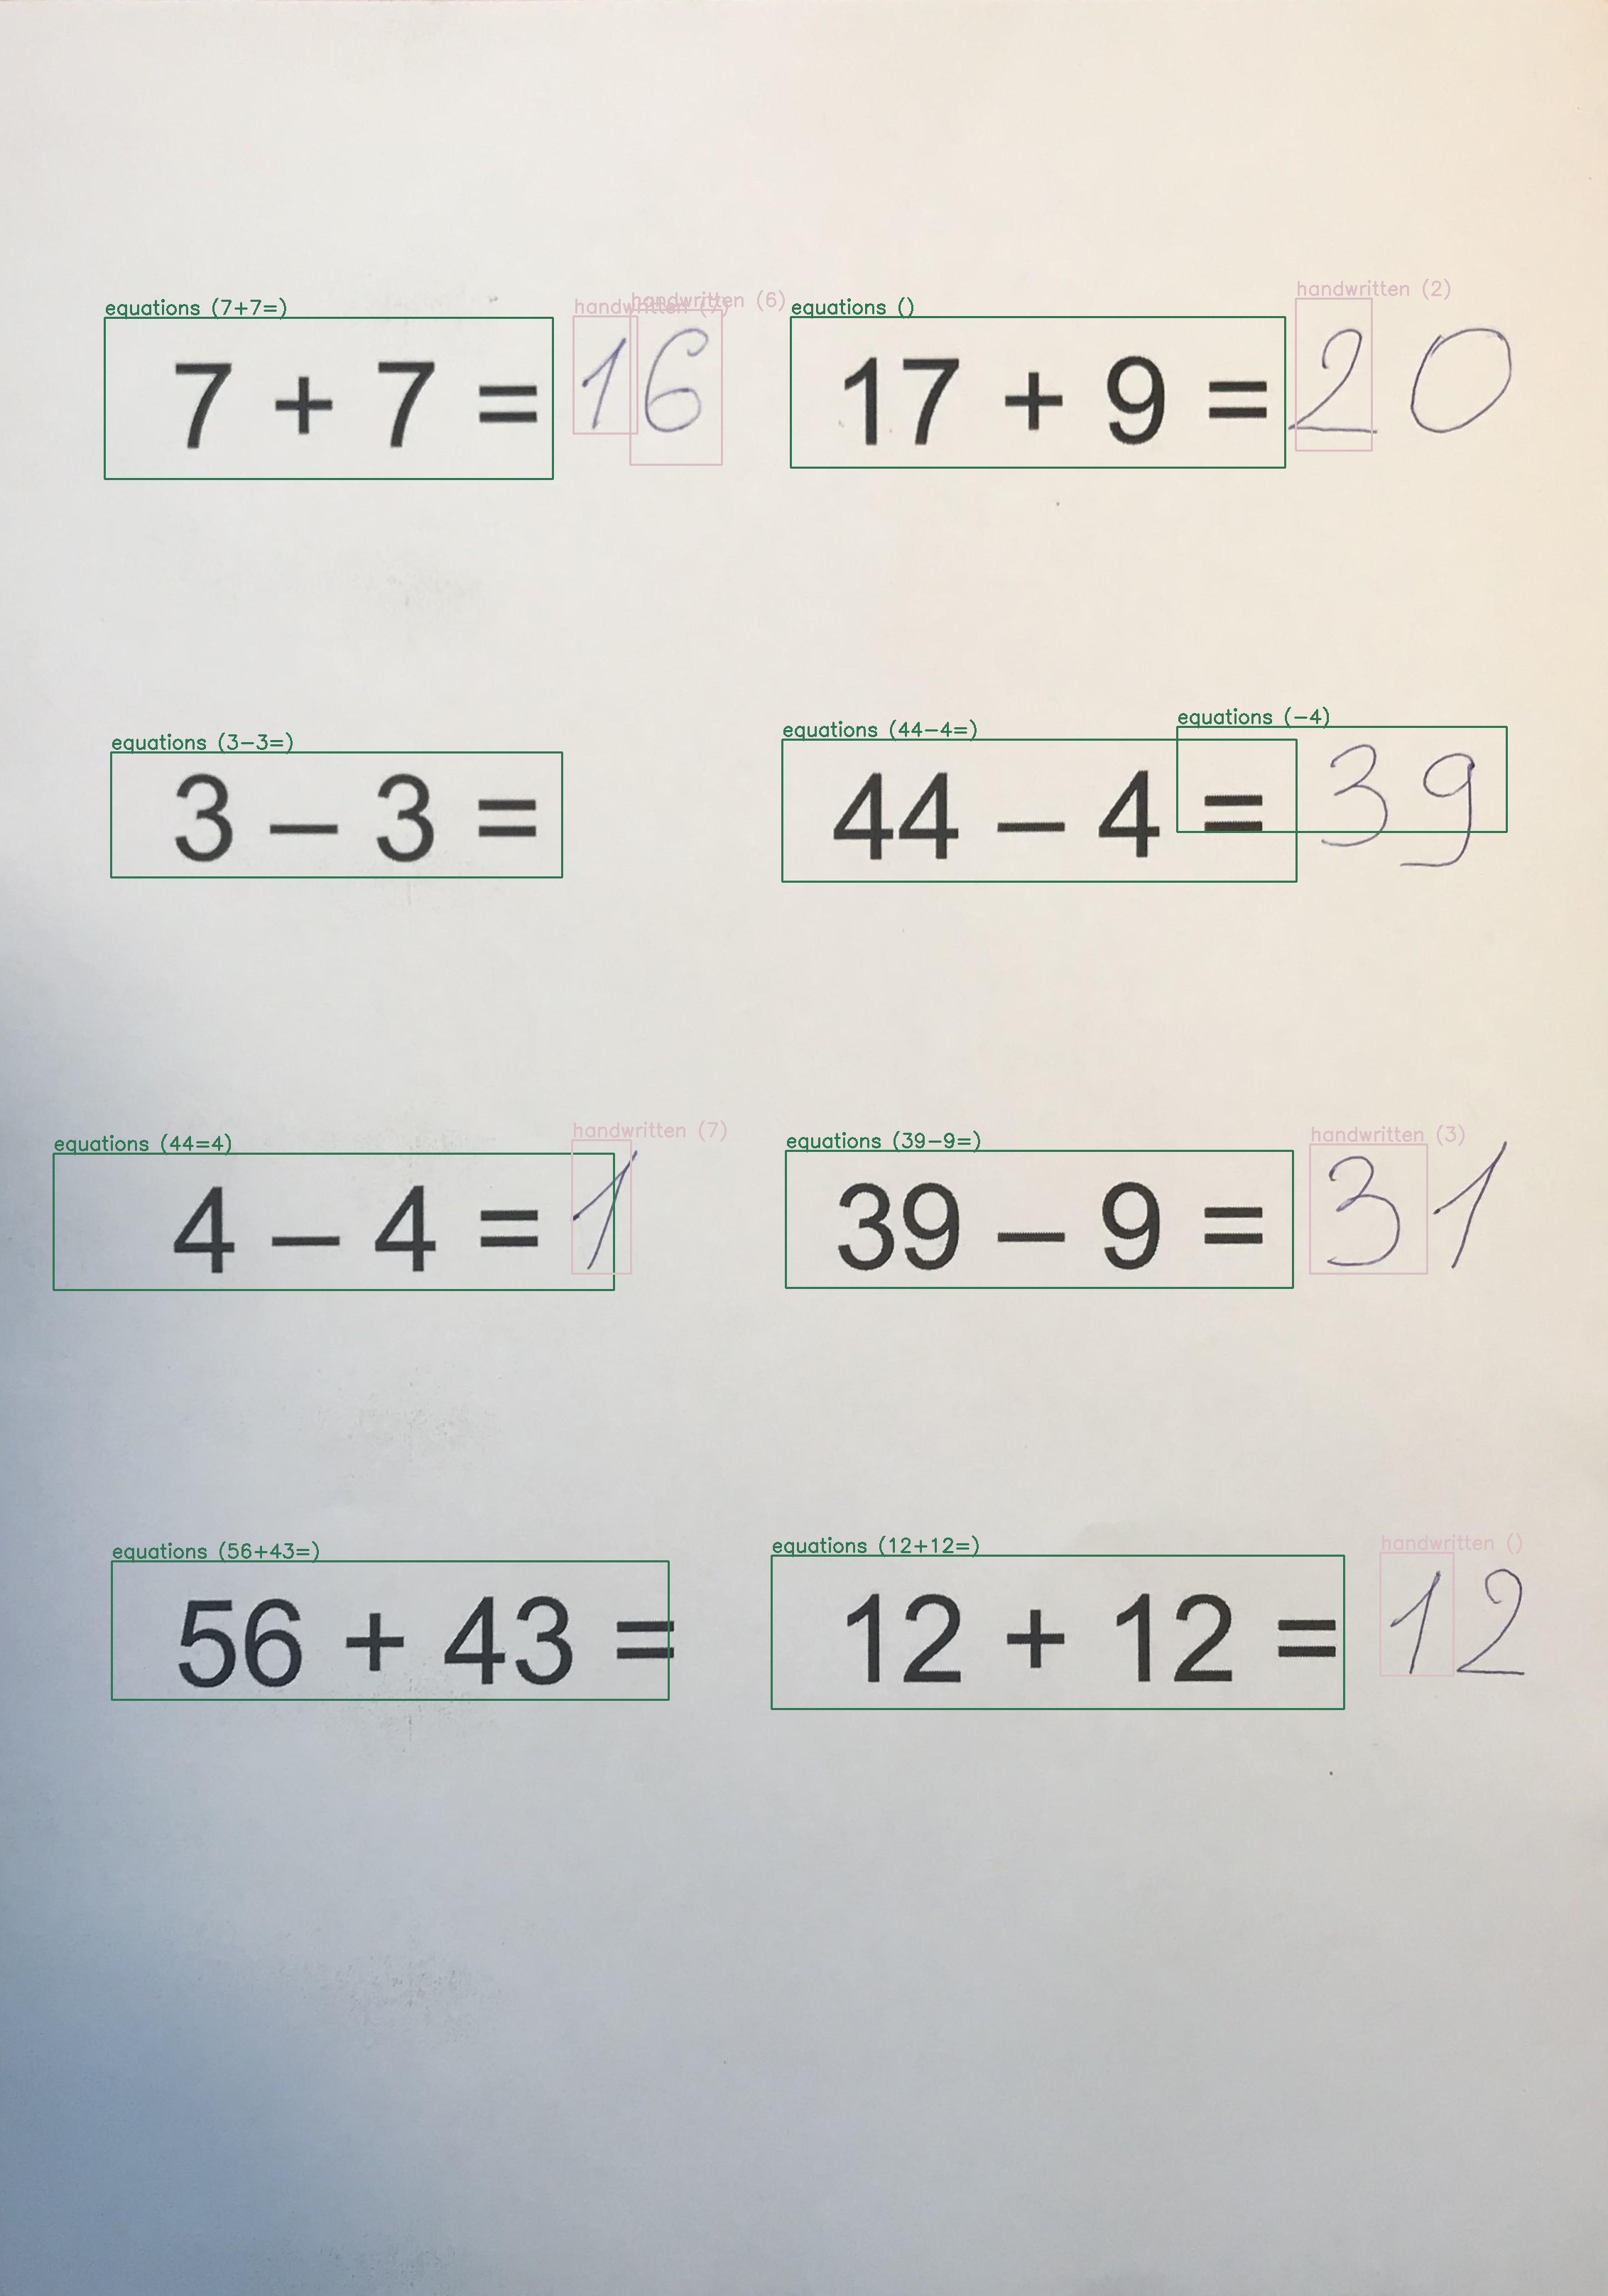 equations (7+7=) handwritten (7) handwritten (6) equations () handwritten (2)
7 + 7 = 16 17 + 9 = 20
equations (3-3=) equations (44-4=) equations (-4)
3 – 3 = 44 – 4 = 39
equations (44=4) handwritten (7) equations (39-9=) handwritten (3)
4 – 4 = 1 39 – 9 = 31
equations (56+43=) equations (12+12=) handwritten ()
56 + 43 = 12 + 12 = 12